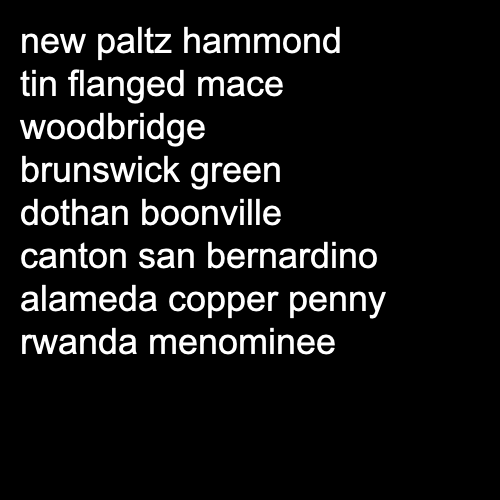 new paltz hammond
tin flanged mace
woodbridge
brunswick green
dothan boonville
canton san bernardino
alameda copper penny
rwanda menominee